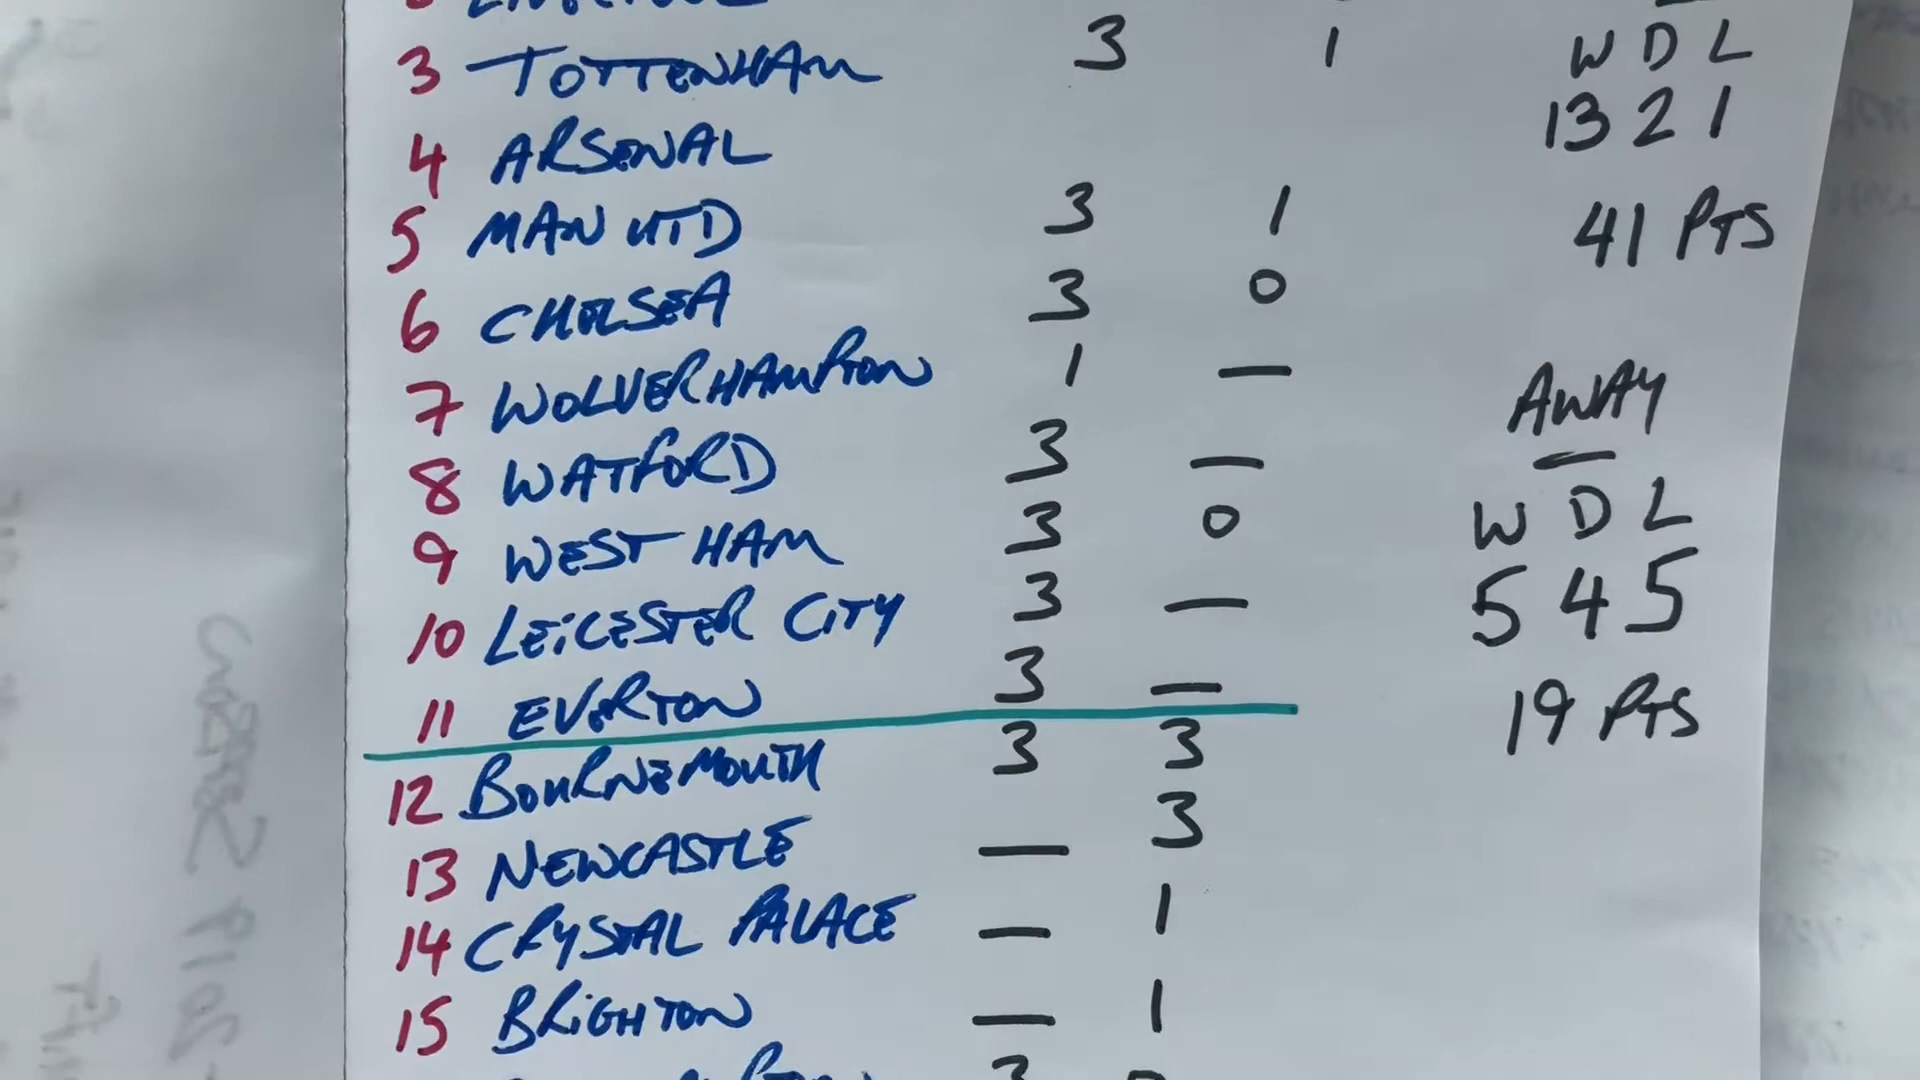 3 TOTTENHAM 3 1
4 ARSENAL
5 MAN UTD 3 1
6 CHELSEA 3 0
7 WOLVERHAMPTON 1 —
8 WATFORD 3 —
9 WEST HAM 3 0
10 LEICESTER CITY 3 —
11 EVERTON 3 —
12 BOURNEMOUTH 3 3
13 NEWCASTLE — 3
14 CRYSTAL PALACE — 1
15 BRIGHTON — 1
3
W D L
13 2 1
41 PTS
AWAY
W D L
5 4 5
19 PTS